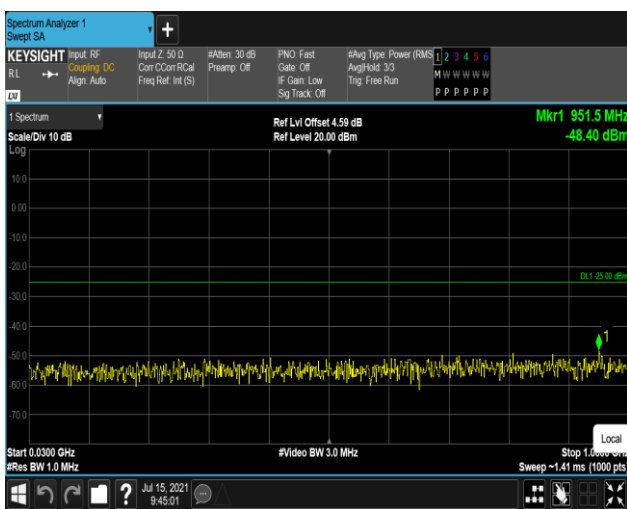 Spectrum Analyzer 1
Swept SA
+
KEYSIGHT
RL
LXI
Input: RF
Coupling: DC
Align: Auto
Input Z: 50 Ω
Corr CCorr RCal
Freq Ref: Int (S)
#Atten: 30 dB
Preamp: Off
PNO: Fast
Gate: Off
IF Gain: Low
Sig Track: Off
#Avg Type: Power (RMS
Avg|Hold: 3/3
Trig: Free Run
1 2 3 4 5 6
M W W W W W
P P P P P P
1 Spectrum
Scale/Div 10 dB
Ref Lvl Offset 4.59 dB
Ref Level 20.00 dBm
Mkr1 951.5 MHz
-48.40 dBm
Log
10.0
0.00
-10.0
-20.0
DL1 -25.00 dBm
-30.0
-40.0
1
-50.0
-60.0
-70.0
Local
Start 0.0300 GHz
#Video BW 3.0 MHz
Stop 1.0000 GHz
#Res BW 1.0 MHz
Sweep ~1.41 ms (1000 pts)
?
Jul 15, 2021
9:45:01